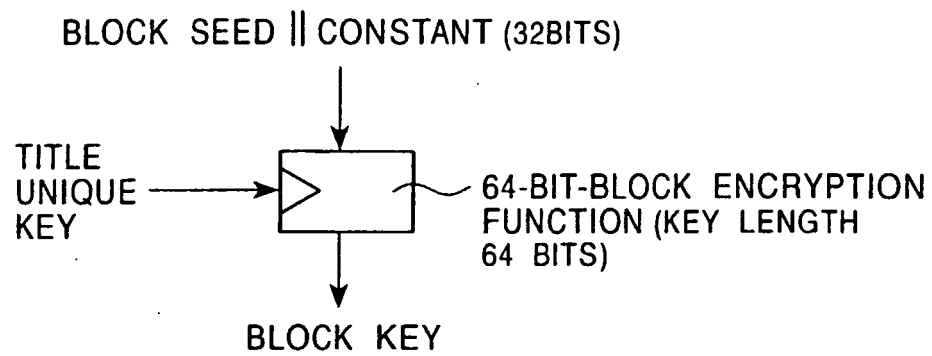 BLOCK SEED || CONSTANT (32BITS)
TITLE
UNIQUE
KEY
64-BIT-BLOCK ENCRYPTION
FUNCTION (KEY LENGTH
64 BITS)
BLOCK KEY